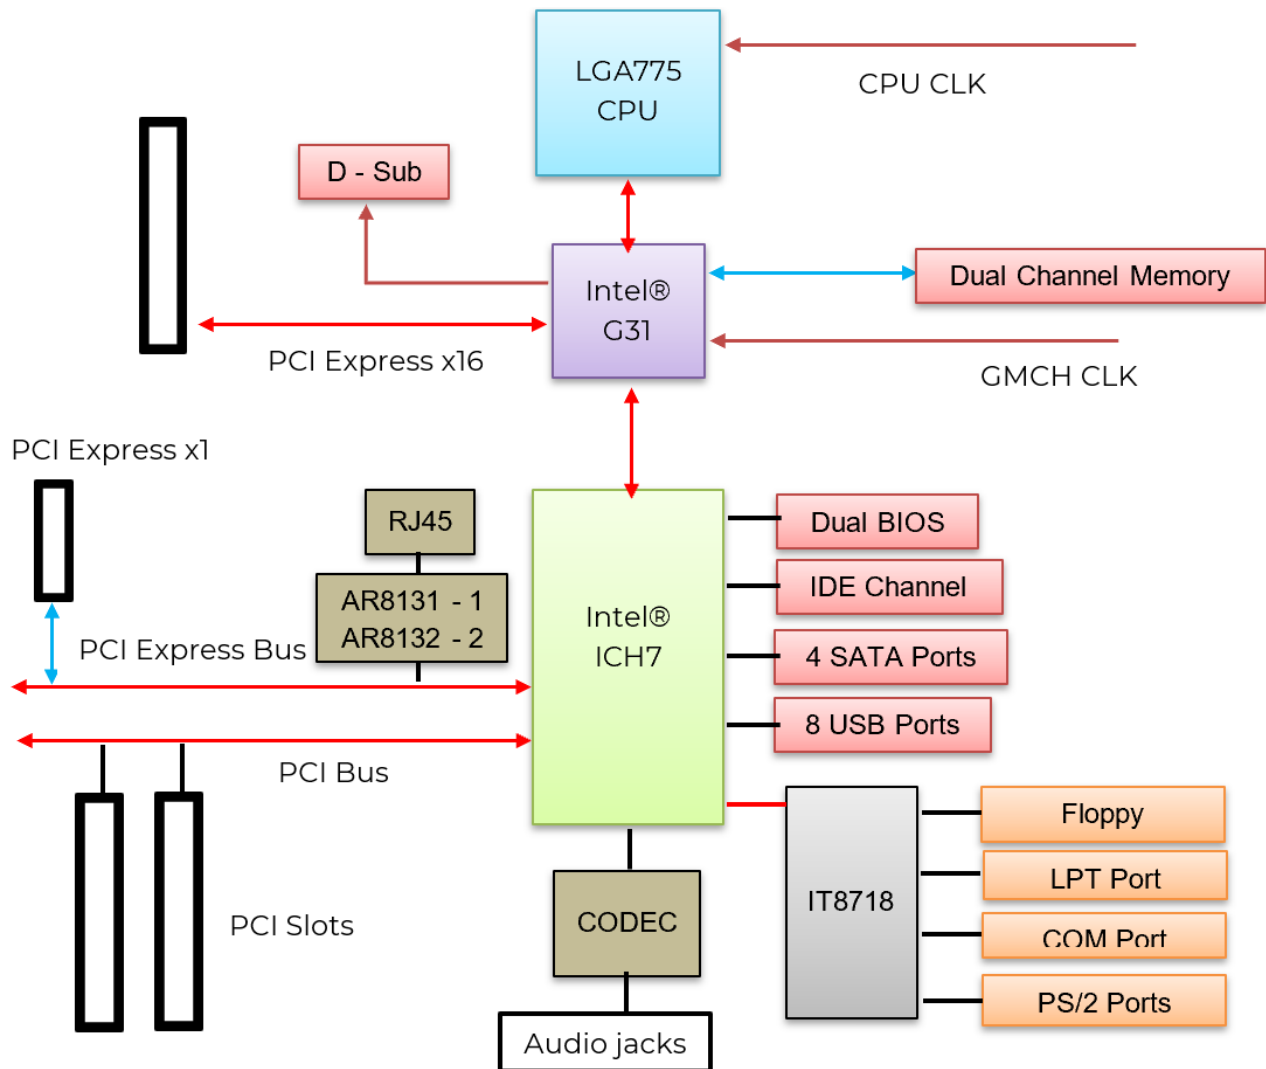 LGA775
CPU
CPU CLK
D - Sub
Intel®
G31
Dual Channel Memory
PCI Express x16
GMCH CLK
PCI Express x1
RJ45
AR8131 - 1
AR8132 - 2
PCI Express Bus
Intel®
ICH7
Dual BIOS
IDE Channel
4 SATA Ports
8 USB Ports
PCI Bus
PCI Slots
CODEC
Audio jacks
IT8718
Floppy
LPT Port
COM Port
PS/2 Ports